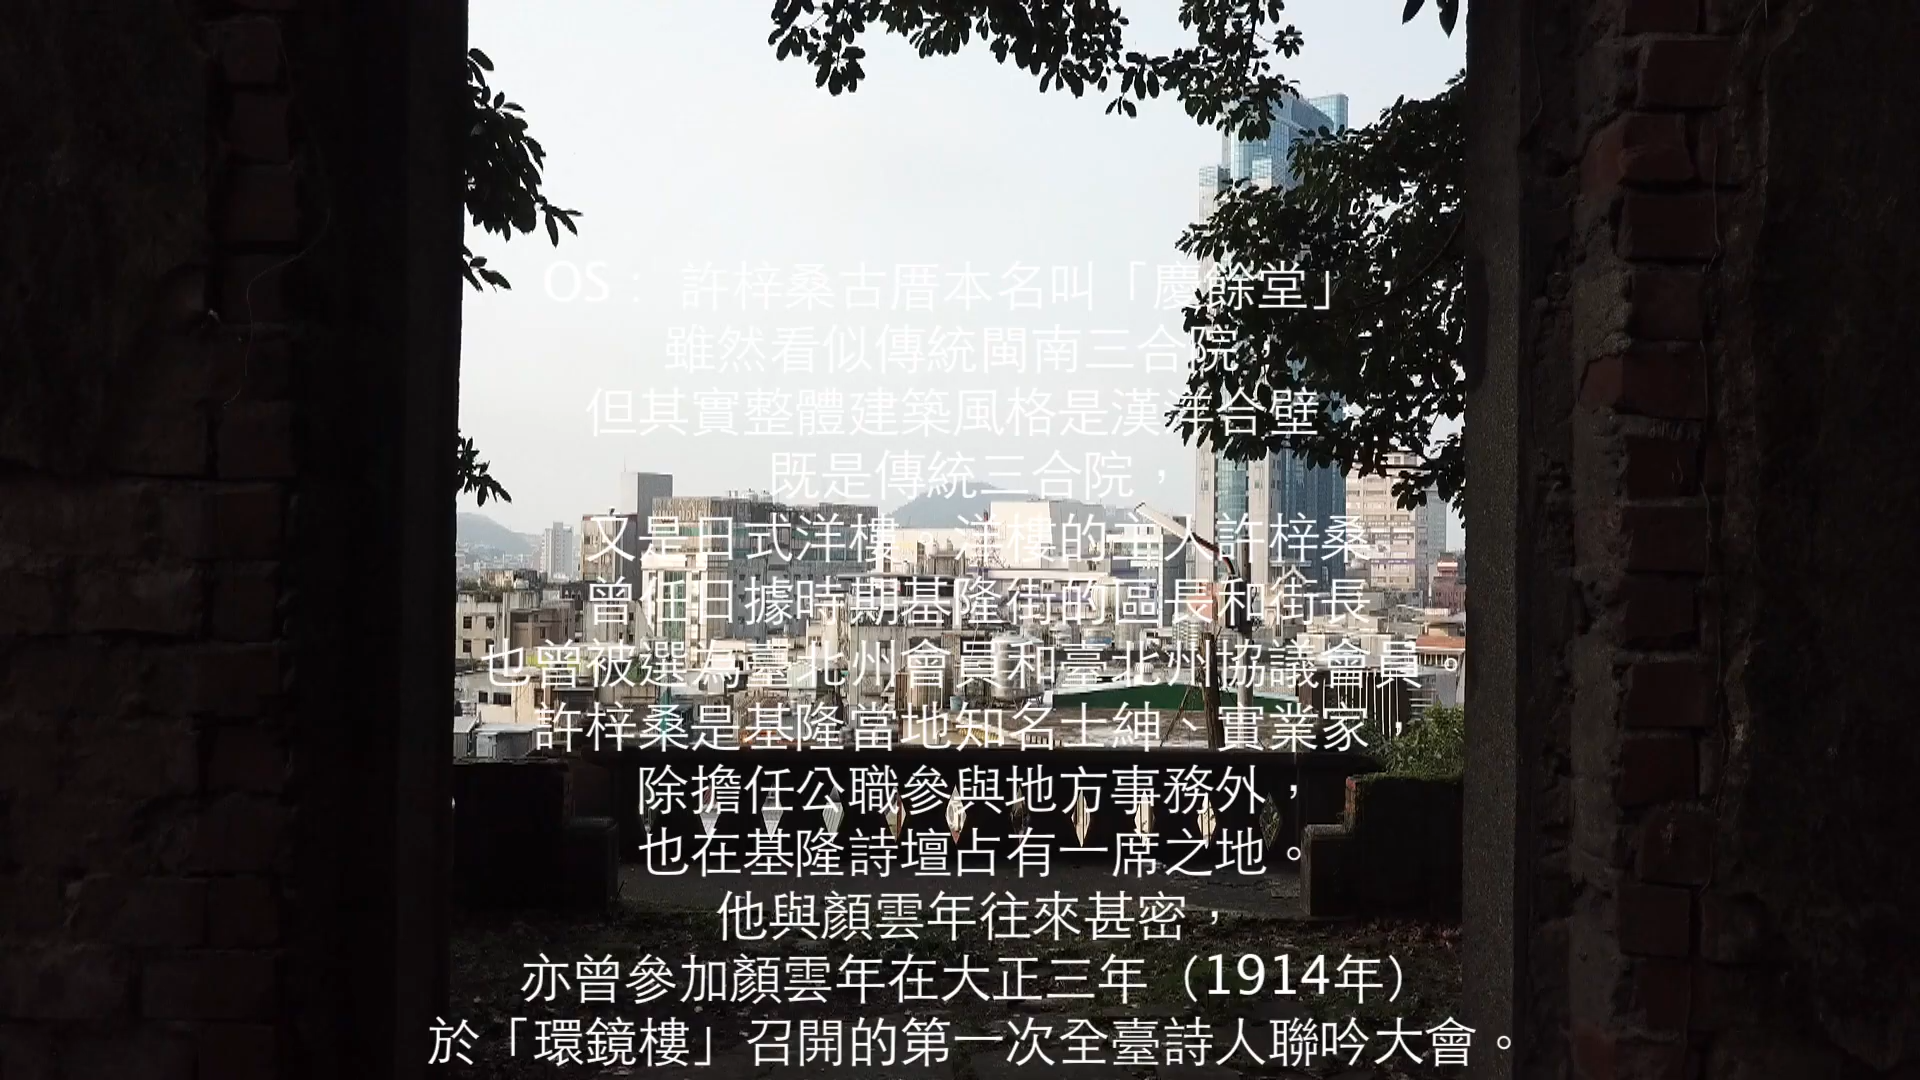 OS： 許梓桑古厝本名叫「慶餘堂」，
雖然看似傳統閩南三合院，
但其實整體建築風格是漢洋合壁，
既是傳統三合院，
又是日式洋樓。洋樓的主人許梓桑，
曾任日據時期基隆街的區長和街長
也曾被選為臺北州會員和臺北州協議會員。
許梓桑是基隆當地知名士紳、實業家，
除擔任公職參與地方事務外，
也在基隆詩壇占有一席之地。
他與顏雲年往來甚密，
亦曾參加顏雲年在大正三年（1914年）
於「環鏡樓」召開的第一次全臺詩人聯吟大會。